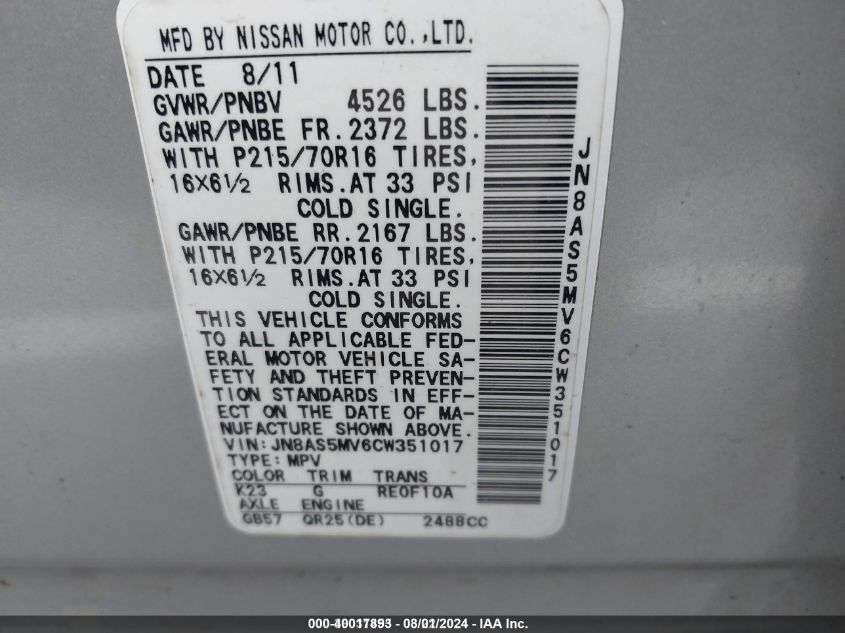 MFD BY NISSAN MOTOR CO.,LTD.
DATE 8/11
GVWR/PNBV 4526 LBS.
GAWR/PNBE FR.2372 LBS.
WITH P215/70R16 TIRES,
16X6½ RIMS.AT 33 PSI
COLD SINGLE.
GAWR/PNBE RR.2167 LBS.
WITH P215/70R16 TIRES,
16X6½ RIMS.AT 33 PSI
COLD SINGLE.
THIS VEHICLE CONFORMS
TO ALL APPLICABLE FED-
ERAL MOTOR VEHICLE SA-
FETY AND THEFT PREVEN-
TION STANDARDS IN EFF-
ECT ON THE DATE OF MA-
NUFACTURE SHOWN ABOVE.
VIN:JN8AS5MV6CW351017
TYPE:MPV
COLOR TRIM TRANS
K23 G RE0F10A
AXLE ENGINE
GB57 QR25(DE) 2488CC
JN8AS5MV6CW351017
000-40017893 - 08/01/2024 - IAA Inc.